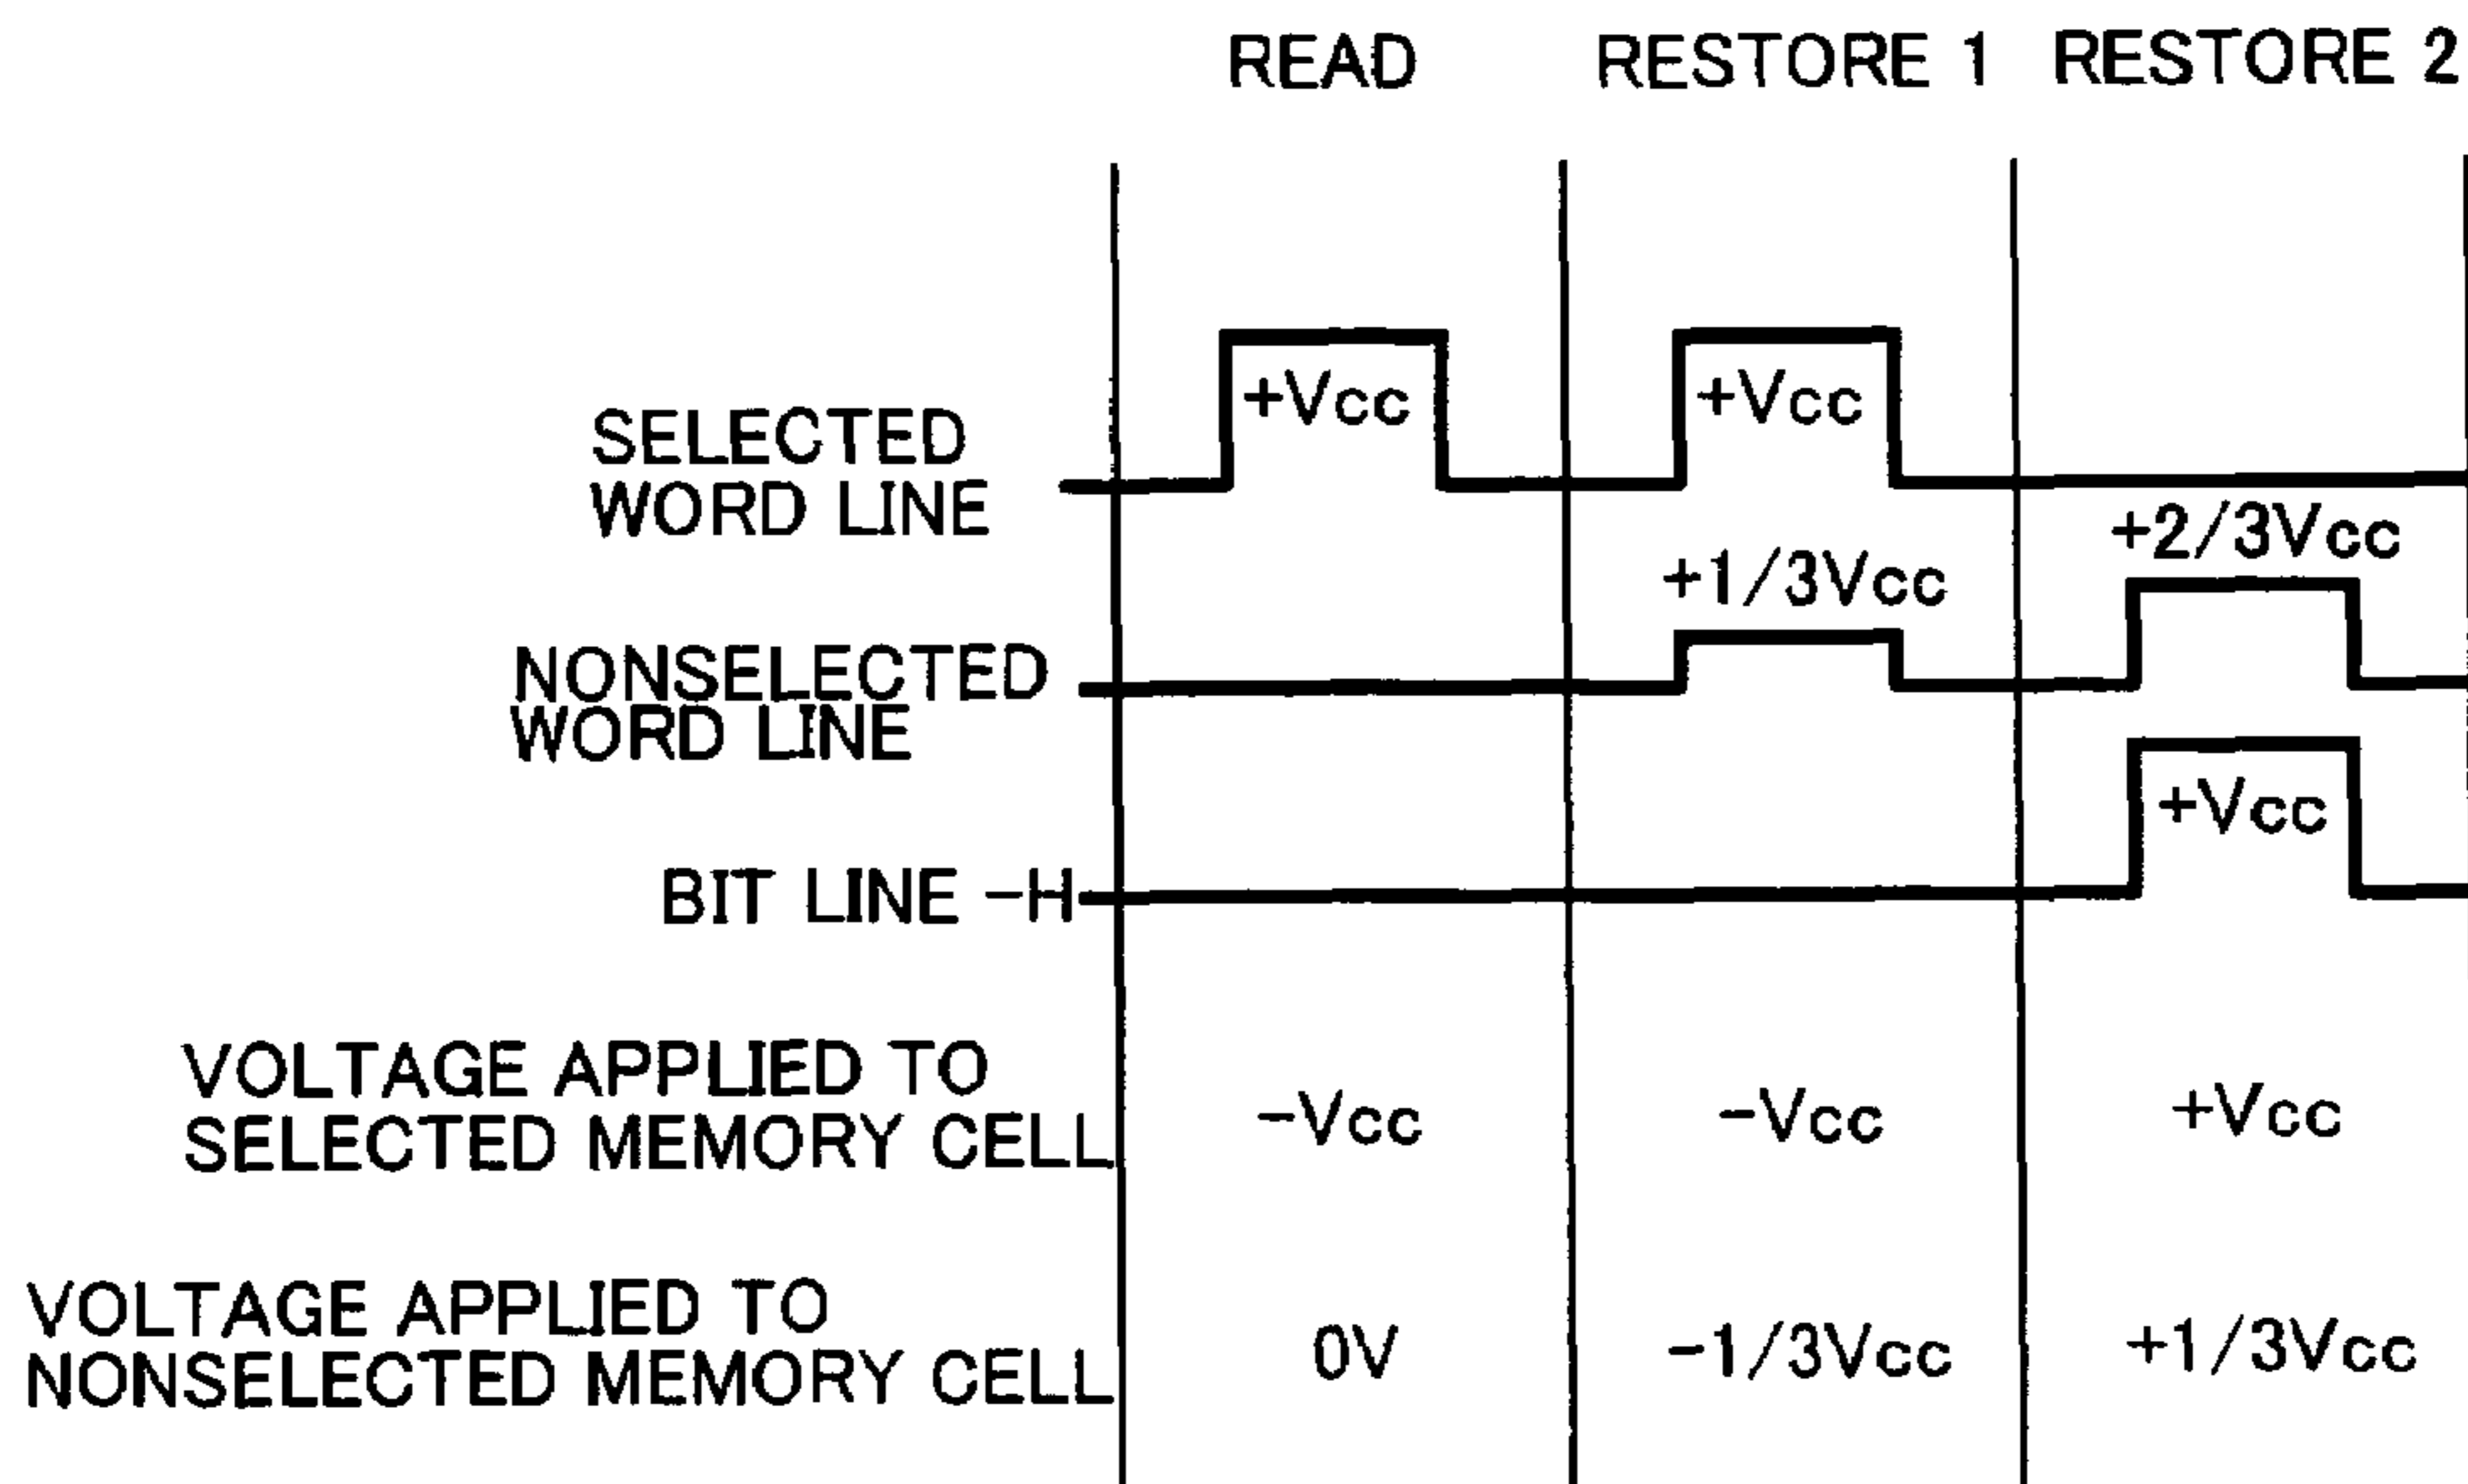 READ RESTORE 1 RESTORE 2
+Vcc +Vcc
SELECTED
WORD LINE
+2/3Vcc
+1/3Vcc
NONSELECTED
WORD LINE
+Vcc
BIT LINE -H
VOLTAGE APPLIED TO
SELECTED MEMORY CELL
-Vcc -Vcc +Vcc
VOLTAGE APPLIED TO
NONSELECTED MEMORY CELL
0V -1/3Vcc +1/3Vcc